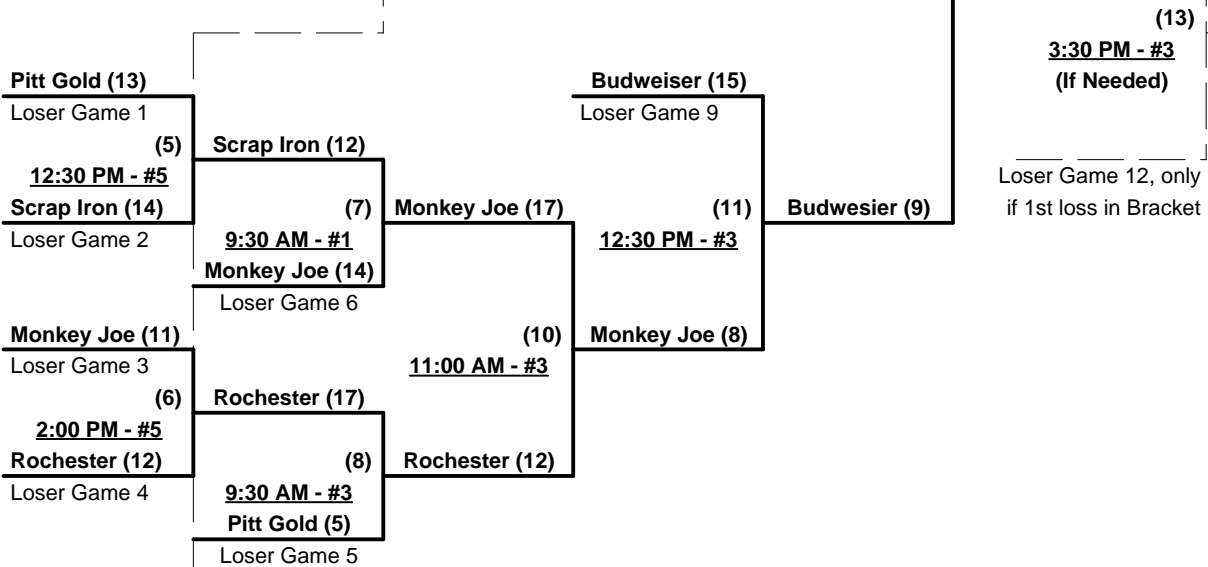 (13)
3:30 PM - #3
(If Needed)
Pitt Gold (13)
Budweiser (15)
Loser Game 1
Loser Game 9
(5)
Scrap Iron (12)
12:30 PM - #5
Loser Game 12, only
if 1st loss in Bracket
Scrap Iron (14)
(7)
Monkey Joe (17)
(11)
Budwesier (9)
Loser Game 2
9:30 AM - #1
12:30 PM - #3
Monkey Joe (14)
Loser Game 6
Monkey Joe (11)
(10)
Monkey Joe (8)
Loser Game 3
11:00 AM - #3
(6)
Rochester (17)
2:00 PM - #5
Rochester (12)
(8)
Rochester (12)
Loser Game 4
9:30 AM - #3
Pitt Gold (5)
Loser Game 5